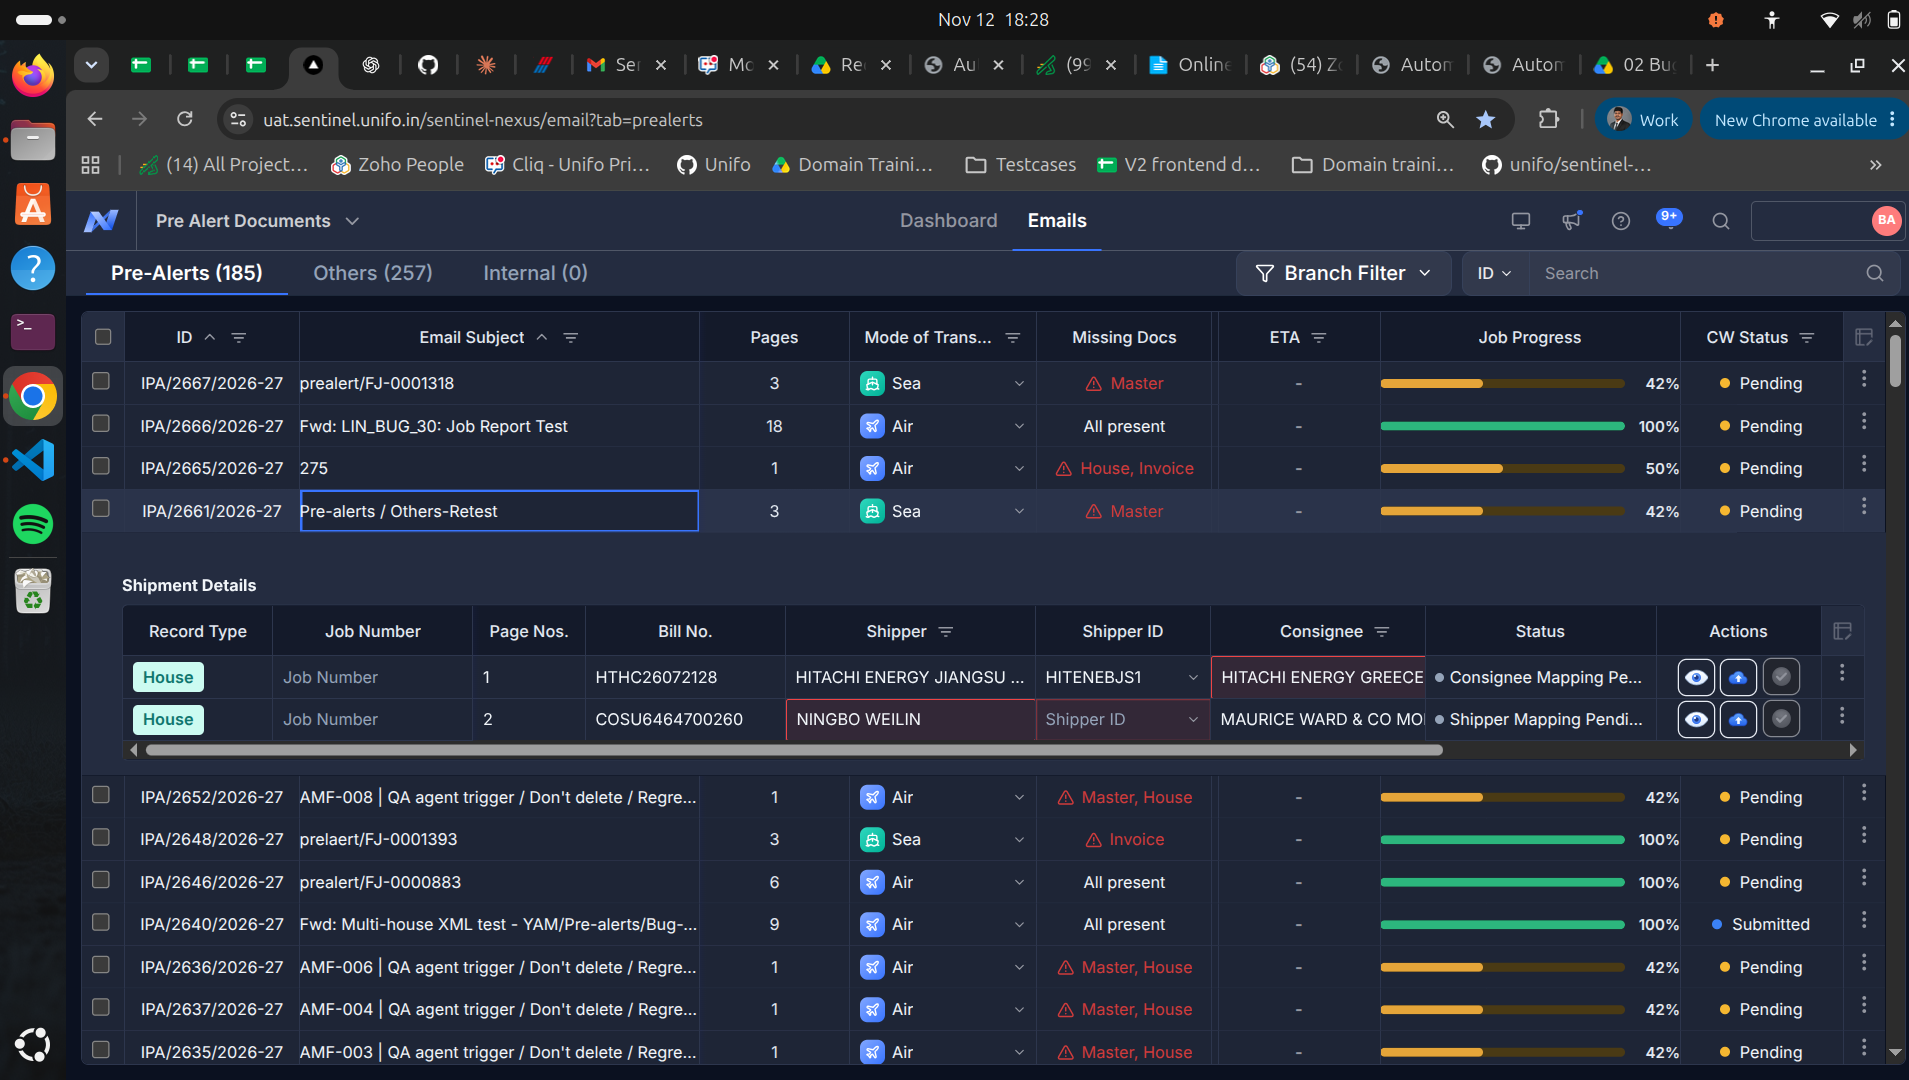 Nov 12 18:28
Ser
Mc
Re
Au
(99
Online
(54) Zo
Autom
Autom
02 Bu
uat.sentinel.unifo.in/sentinel-nexus/email?tab=prealerts
Work
New Chrome available
(14) All Project...
Zoho People
Cliq - Unifo Pri...
Unifo
Domain Traini...
Testcases
V2 frontend d...
Domain traini...
unifo/sentinel-...
Pre Alert Documents
Dashboard
Emails
9+
BA
Pre-Alerts (185)
Others (257)
Internal (0)
Branch Filter
ID
Search
ID Email Subject Pages Mode of Trans... Missing Docs ETA Job Progress CW Status
IPA/2667/2026-27 prealert/FJ-0001318 3 Sea Master - 42% Pending
IPA/2666/2026-27 Fwd: LIN_BUG_30: Job Report Test 18 Air All present - 100% Pending
IPA/2665/2026-27 275 1 Air House, Invoice - 50% Pending
IPA/2661/2026-27 Pre-alerts / Others-Retest 3 Sea Master - 42% Pending
Shipment Details
Record Type Job Number Page Nos. Bill No. Shipper Shipper ID Consignee Status Actions
House Job Number 1 HTHC26072128 HITACHI ENERGY JIANGSU ... HITENEBJS1 HITACHI ENERGY GREECE Consignee Mapping Pe...
House Job Number 2 COSU6464700260 NINGBO WEILIN Shipper ID MAURICE WARD & CO MO Shipper Mapping Pendi...
IPA/2652/2026-27 AMF-008 | QA agent trigger / Don't delete / Regre... 1 Air Master, House - 42% Pending
IPA/2648/2026-27 prelaert/FJ-0001393 3 Sea Invoice - 100% Pending
IPA/2646/2026-27 prealert/FJ-0000883 6 Air All present - 100% Pending
IPA/2640/2026-27 Fwd: Multi-house XML test - YAM/Pre-alerts/Bug-... 9 Air All present - 100% Submitted
IPA/2636/2026-27 AMF-006 | QA agent trigger / Don't delete / Regre... 1 Air Master, House - 42% Pending
IPA/2637/2026-27 AMF-004 | QA agent trigger / Don't delete / Regre... 1 Air Master, House - 42% Pending
IPA/2635/2026-27 AMF-003 | QA agent trigger / Don't delete / Regre... 1 Air Master, House - 42% Pending